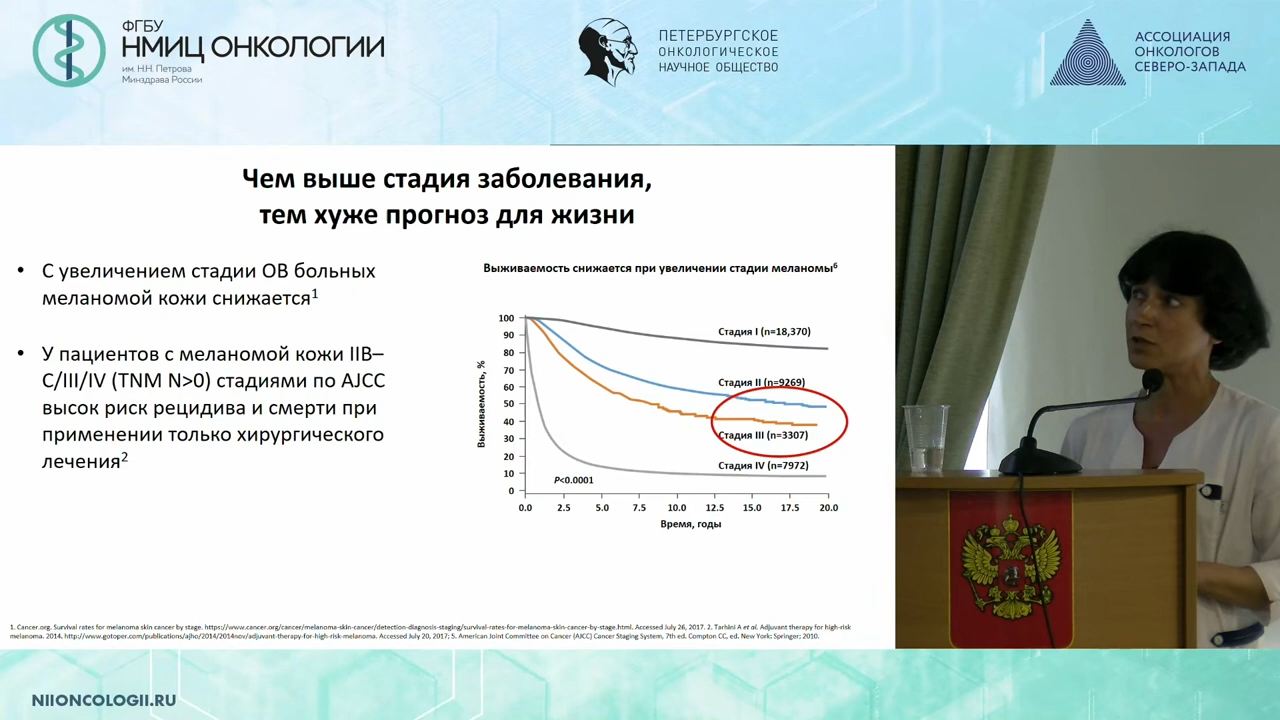 ФГБУ
НМИЦ ОНКОЛОГИИ
им. Н.Н. Петрова
Минздрава России
ПЕТЕРБУРГСКОЕ
ОНКОЛОГИЧЕСКОЕ
НАУЧНОЕ ОБЩЕСТВО
АССОЦИАЦИЯ
ОНКОЛОГОВ
СЕВЕРО-ЗАПАДА
Чем выше стадия заболевания,
тем хуже прогноз для жизни
• С увеличением стадии ОВ больных
меланомой кожи снижается1
• У пациентов с меланомой кожи IIB–
C/III/IV (TNM N>0) стадиями по AJCC
высок риск рецидива и смерти при
применении только хирургического
лечения2
Выживаемость снижается при увеличении стадии меланомы6
Выживаемость, %
100
90
80
70
60
50
40
30
20
10
0
Стадия I (n=18,370)
Стадия II (n=9269)
Стадия III (n=3307)
Стадия IV (n=7972)
P<0.0001
0.0 2.5 5.0 7.5 10.0 12.5 15.0 17.5 20.0
Время, годы
1. Cancer.org. Survival rates for melanoma skin cancer by stage. https://www.cancer.org/cancer/melanoma-skin-cancer/detection-diagnosis-staging/survival-rates-for-melanoma-skin-cancer-by-stage.html. Accessed July 26, 2017. 2. Tarhini A et al. Adjuvant therapy for high-risk
melanoma. 2014. http://www.gotoper.com/publications/ajho/2014/2014nov/adjuvant-therapy-for-high-risk-melanoma. Accessed July 20, 2017; 5. American Joint Committee on Cancer (AJCC) Cancer Staging System, 7th ed. Compton CC, ed. New York: Springer; 2010.
NIIONCOLOGII.RU